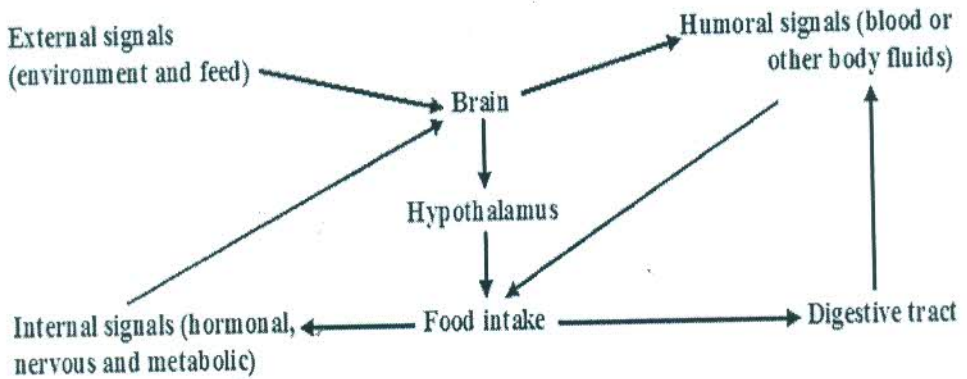 External signals
(environment and feed)
Humoral signals (blood or
other body fluids)
Brain
Hypothalamus
Internal signals (hormonal,
nervous and metabolic)
Food intake
Digestive tract